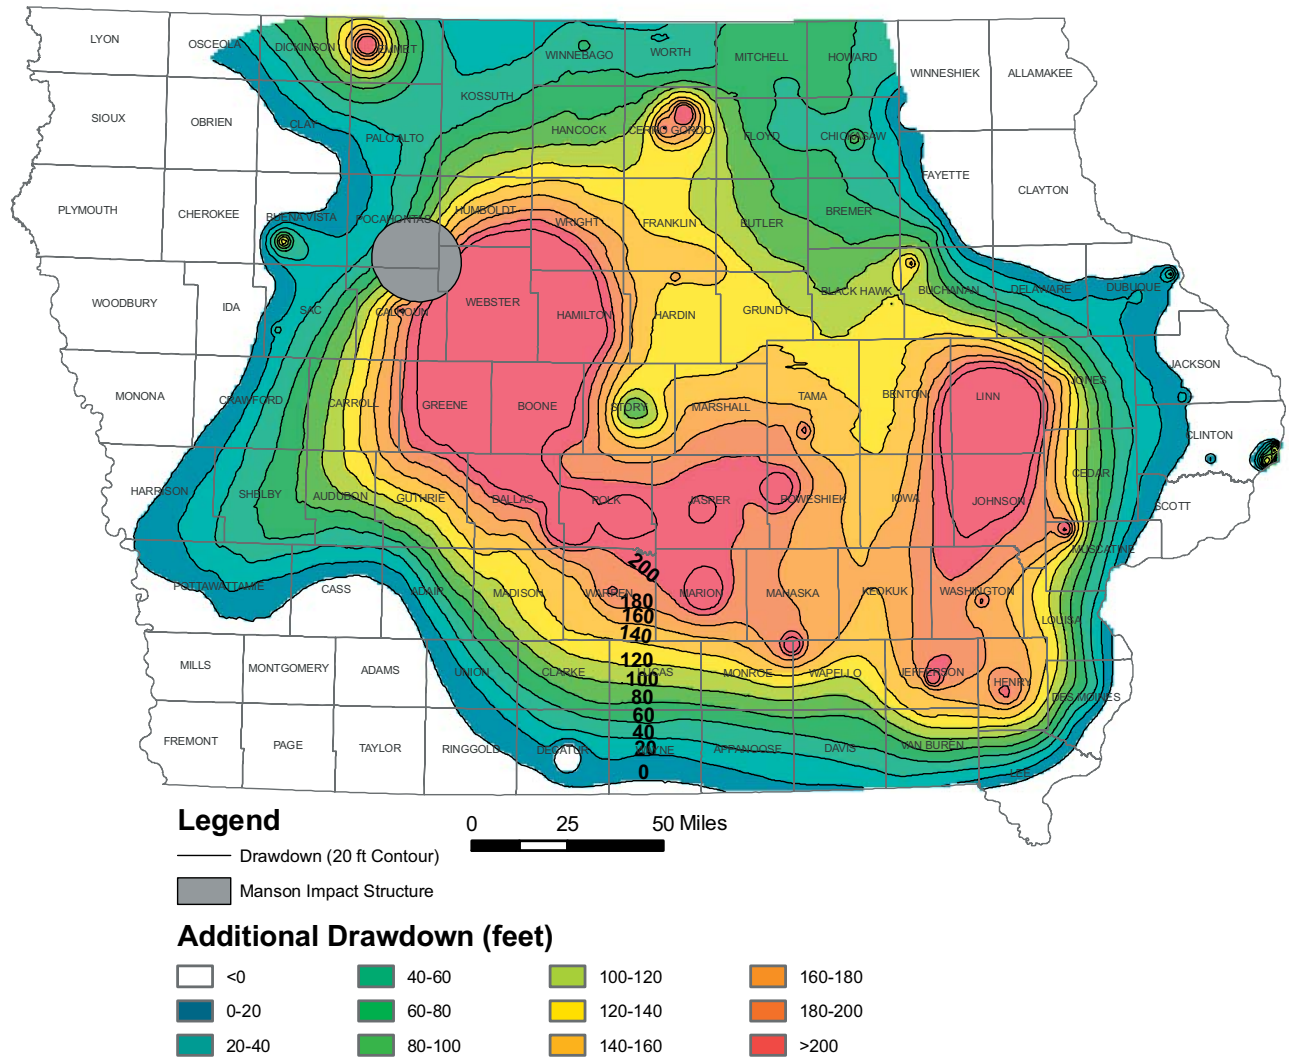 LYON
OSCEOLA
DICKINSON
EMMET
WINNEBAGO
WORTH
MITCHELL
HOWARD
WINNESHIEK
ALLAMAKEE
KOSSUTH
SIOUX
OBRIEN
CLAY
PALO ALTO
HANCOCK
CERRO GORDO
FLOYD
CHICKASAW
FAYETTE
CLAYTON
PLYMOUTH
CHEROKEE
BUENA VISTA
POCAHONTAS
HUMBOLDT
WRIGHT
FRANKLIN
BUTLER
BREMER
WOODBURY
IDA
SAC
CALHOUN
WEBSTER
HAMILTON
HARDIN
GRUNDY
BLACK HAWK
BUCHANAN
DELAWARE
DUBUQUE
JACKSON
MONONA
CRAWFORD
CARROLL
GREENE
BOONE
STORY
MARSHALL
TAMA
BENTON
LINN
JONES
CLINTON
CEDAR
HARRISON
SHELBY
AUDUBON
GUTHRIE
DALLAS
POLK
JASPER
POWESHIEK
IOWA
JOHNSON
SCOTT
MUSCATINE
POTTAWATTAMIE
CASS
ADAIR
MADISON
WARREN
MARION
MAHASKA
KEOKUK
WASHINGTON
LOUISA
MILLS
MONTGOMERY
ADAMS
UNION
CLARKE
LUCAS
MONROE
WAPELLO
JEFFERSON
HENRY
DES MOINES
FREMONT
PAGE
TAYLOR
RINGGOLD
DECATUR
WAYNE
APPANOOSE
DAVIS
VAN BUREN
LEE
200
180
160
140
120
100
80
60
40
20
0
Legend
0 25 50 Miles
Drawdown (20 ft Contour)
Manson Impact Structure
Additional Drawdown (feet)
<0 40-60 100-120 160-180
0-20 60-80 120-140 180-200
20-40 80-100 140-160 >200